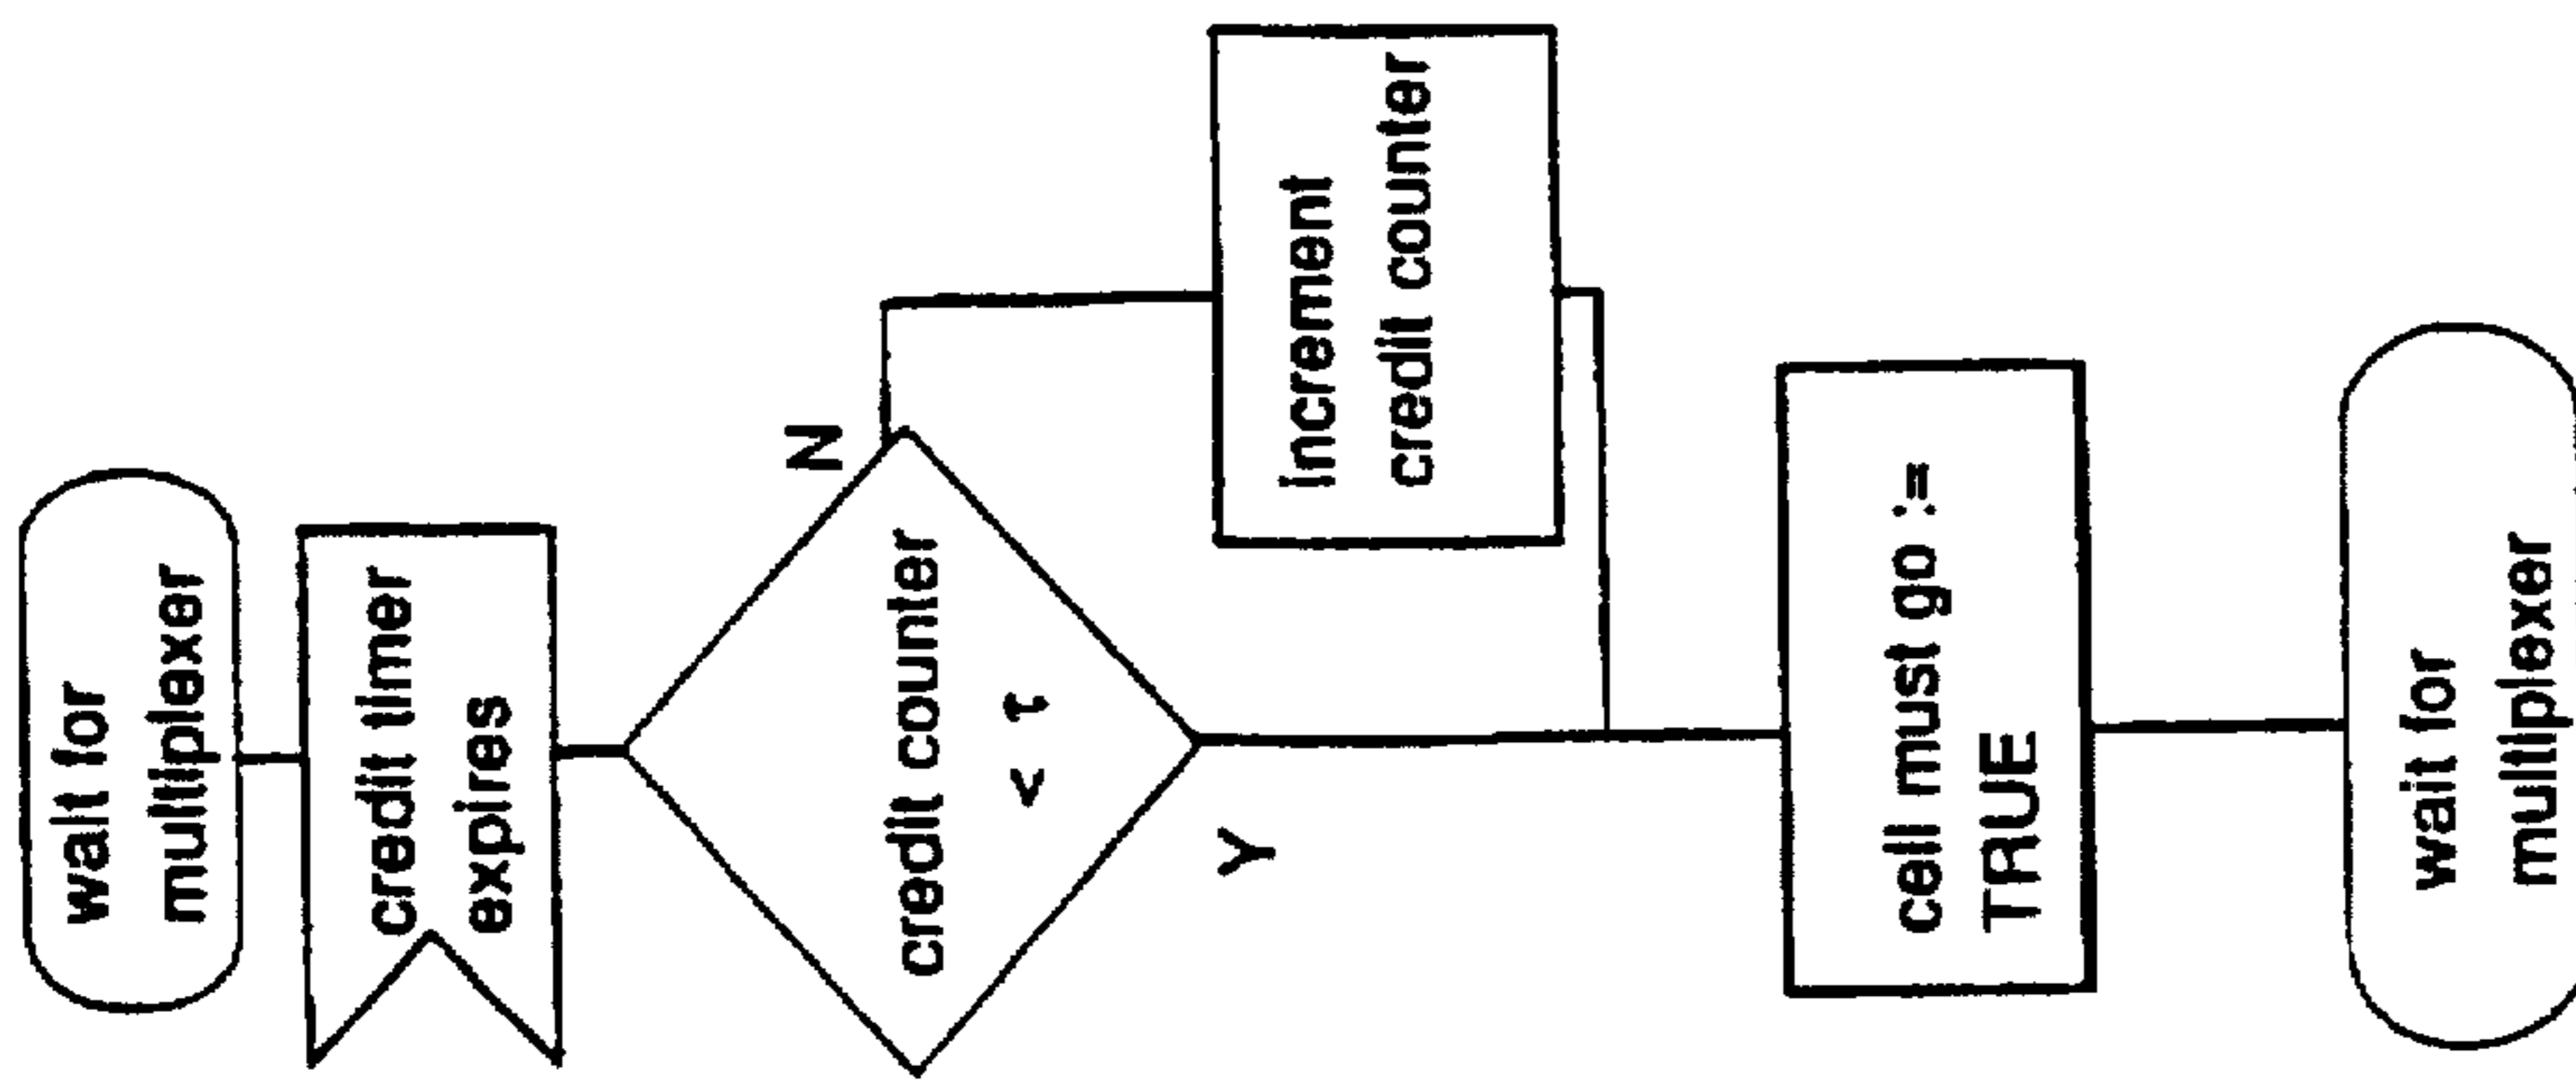 wait for
multiplexer
credit timer
expires
credit counter
< τ
N
Y
increment
credit counter
cell must go :=
TRUE
wait for
multiplexer